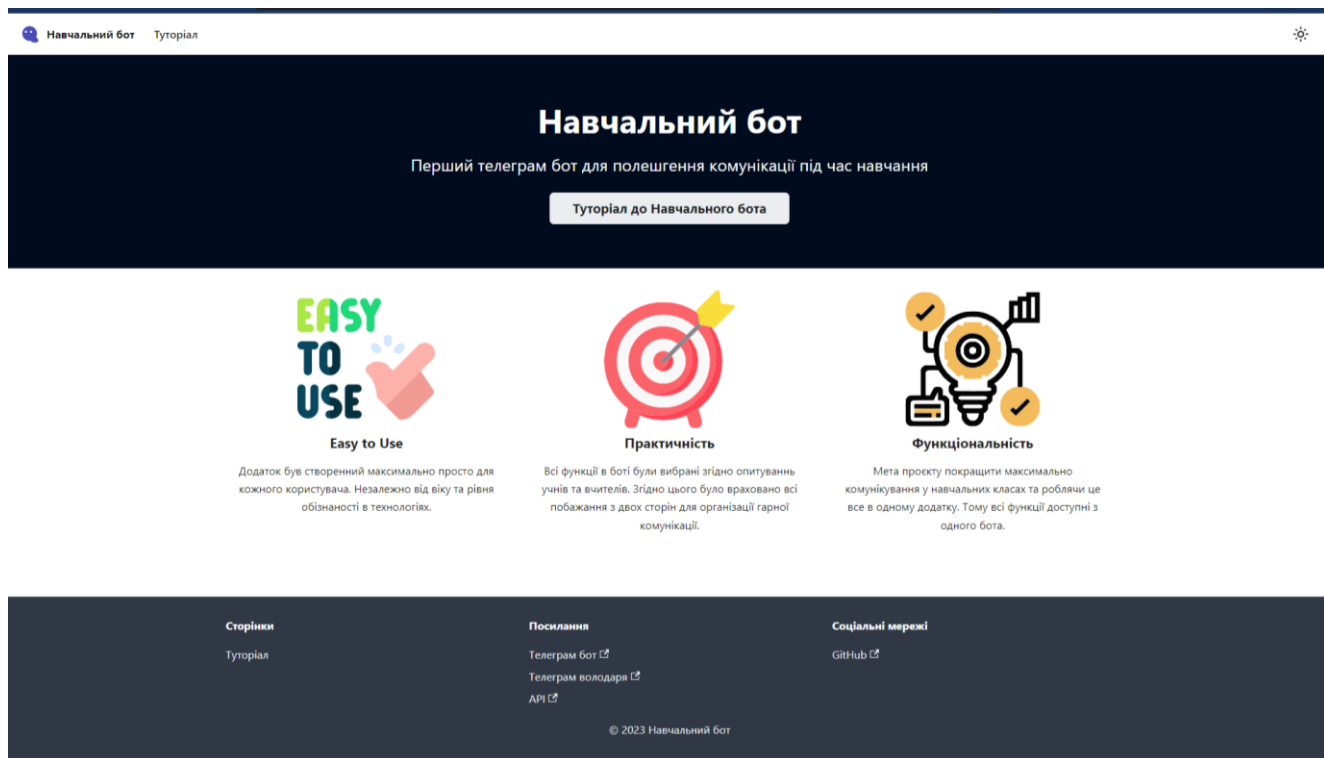 Навчальний бот Туторіал
Навчальний бот
Перший телеграм бот для полешгення комунікації під час навчання
Туторіал до Навчального бота
EASY
TO
USE
Easy to Use
Додаток був створенний максимально просто для
кожного користувача. Незалежно від віку та рівня
обізнаності в технологіях.
Практичність
Всі функції в боті були вибрані згідно опитуваннь
учнів та вчителів. Згідно цього було враховано всі
побажання з двох сторін для організації гарної
комунікації.
Функціональність
Мета проєкту покращити максимально
комунікування у навчальних класах та роблячи це
все в одному додатку. Тому всі функції доступні з
одного бота.
Сторінки
Туторіал
Посилання
Телеграм бот
Телеграм володаря
API
Соціальні мережі
GitHub
© 2023 Навчальний бот